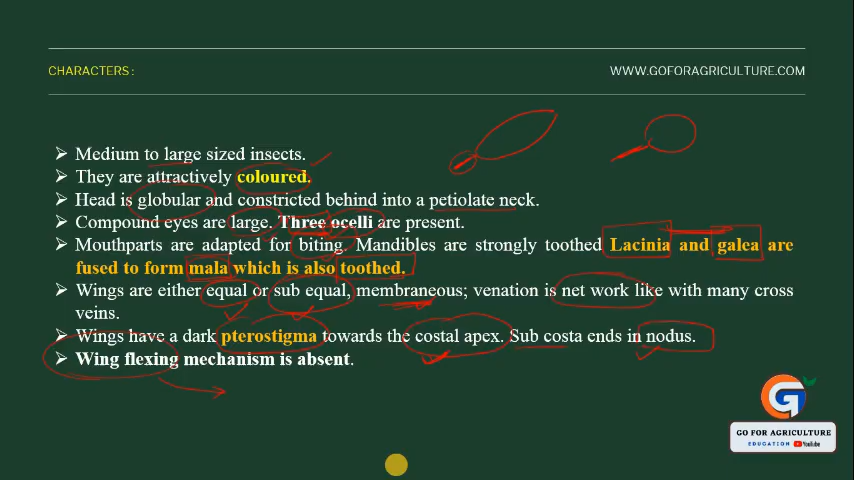 CHARACTERS :
WWW.GOFORAGRICULTURE.COM
➢ Medium to large sized insects.
➢ They are attractively coloured.
➢ Head is globular and constricted behind into a petiolate neck.
➢ Compound eyes are large. Three ocelli are present.
➢ Mouthparts are adapted for biting. Mandibles are strongly toothed Lacinia and galea are
fused to form mala which is also toothed.
➢ Wings are either equal or sub equal, membraneous; venation is net work like with many cross
veins.
➢ Wings have a dark pterostigma towards the costal apex. Sub costa ends in nodus.
➢ Wing flexing mechanism is absent.
G
GO FOR AGRICULTURE
EDUCATION YouTube